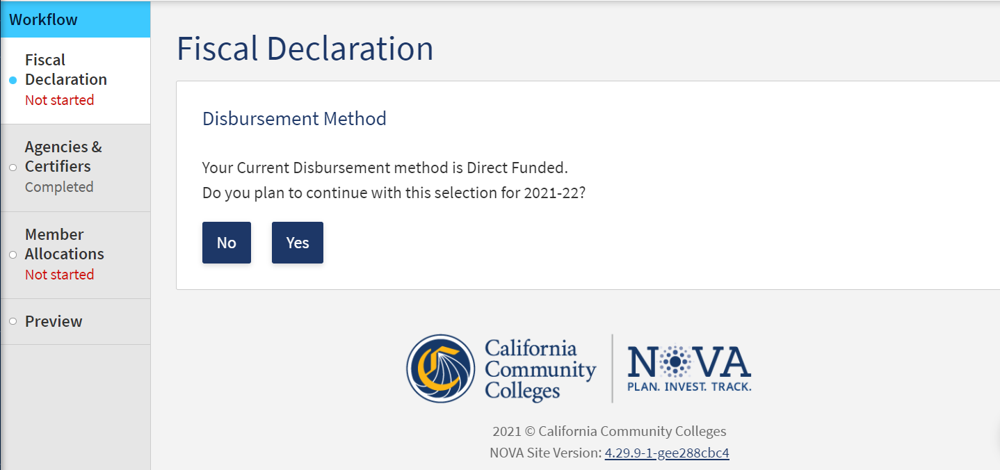 Workflow
Fiscal
Declaration
Not started
Agencies &
Certifiers
Completed
Member
Allocations
Not started
Preview
Fiscal Declaration
Disbursement Method
Your Current Disbursement method is Direct Funded.
Do you plan to continue with this selection for 2021-22?
No
Yes
California
Community
Colleges
NOVA
PLAN. INVEST. TRACK.
2021 © California Community Colleges
NOVA Site Version: 4.29.9-1-gee288cbc4